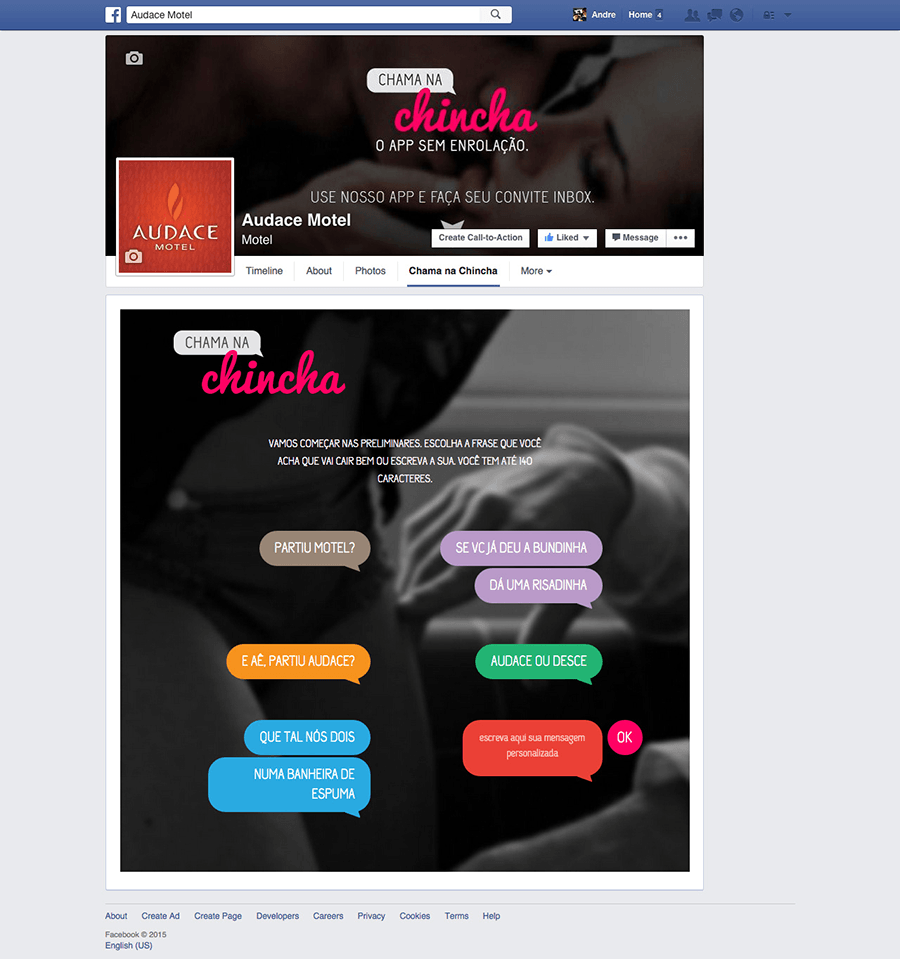 Audace Motel
Andre
Home 4
CHAMA NA
chincha
O APP SEM ENROLAÇÃO.
USE NOSSO APP E FAÇA SEU CONVITE INBOX.
AUDACE
MOTEL
Audace Motel
Motel
Create Call-to-Action
Liked
Message
Timeline
About
Photos
Chama na Chincha
More
CHAMA NA
chincha
VAMOS COMEÇAR NAS PRELIMINARES. ESCOLHA A FRASE QUE VOCÊ
ACHA QUE VAI CAIR BEM OU ESCREVA A SUA. VOCÊ TEM ATÉ 140
CARACTERES.
PARTIU MOTEL?
SE VC JÁ DEU A BUNDINHA
DÁ UMA RISADINHA
E AÊ, PARTIU AUDACE?
AUDACE OU DESCE
QUE TAL NÓS DOIS
NUMA BANHEIRA DE
ESPUMA
escreva aqui sua mensagem
personalizada
OK
About Create Ad Create Page Developers Careers Privacy Cookies Terms Help
Facebook © 2015
English (US)